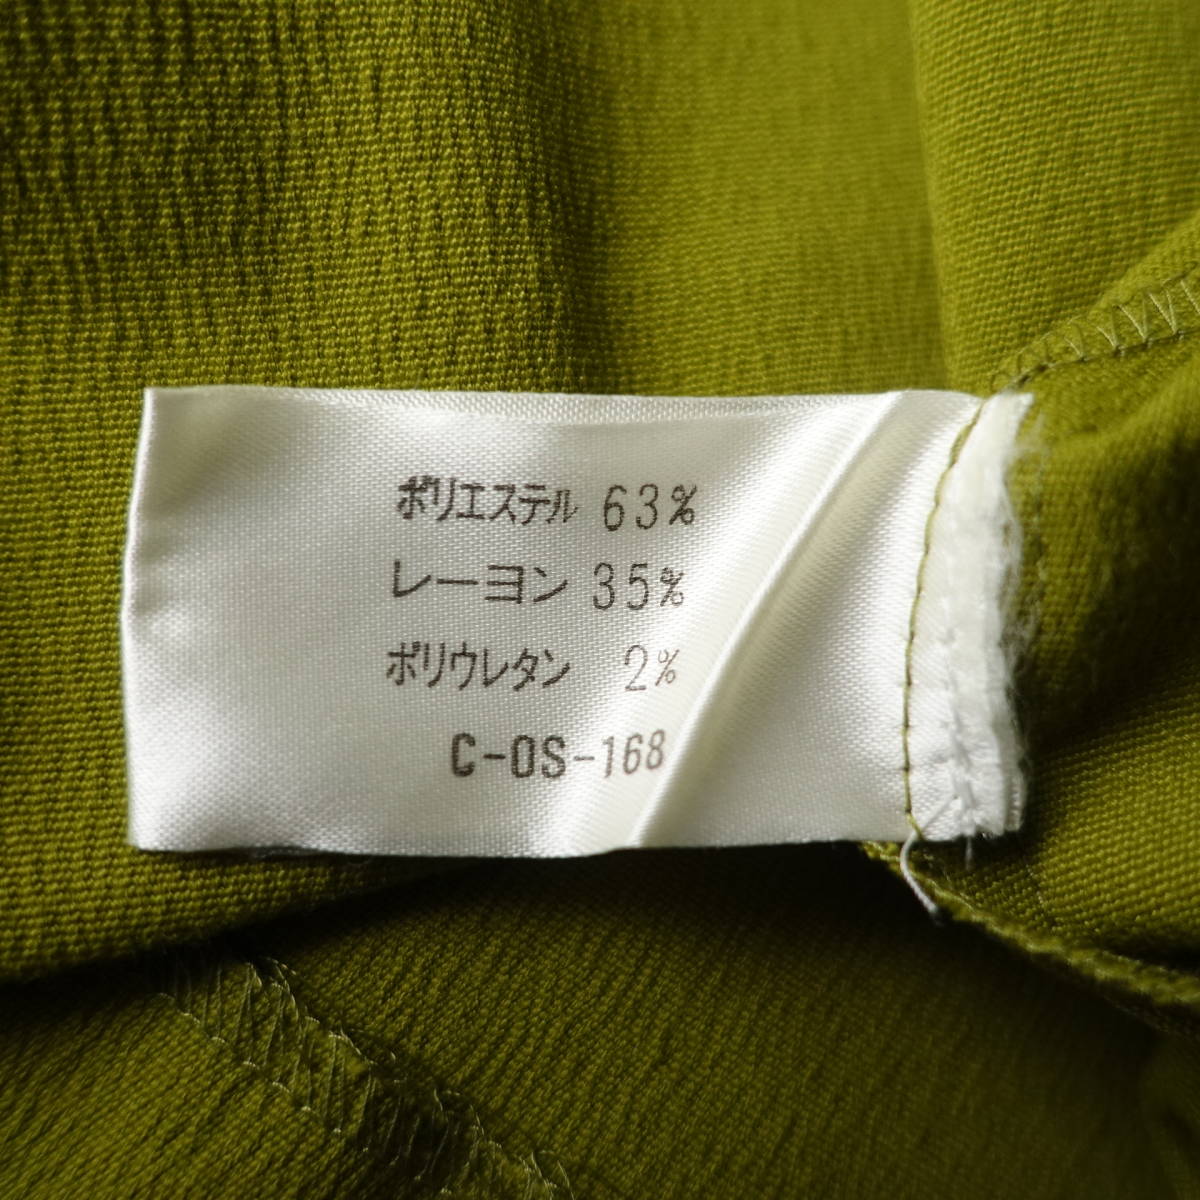 ポリエステル 63%
レーヨン 35%
ポリウレタン 2%
C-OS-168